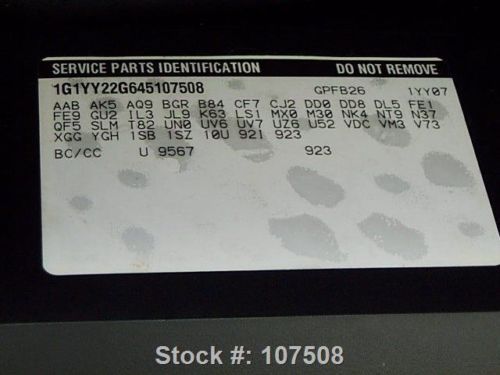 SERVICE PARTS IDENTIFICATION DO NOT REMOVE
1G1YY22G645107508 GPFB26 1YY07
AAB AK5 AQ9 BGR B84 CF7 CJ2 DD0 DD8 DL5 FE1
FE9 GU2 IL3 JL9 K63 LS1 MX0 M30 NK4 NT9 N37
QF5 SLM T82 UN0 UV6 UV7 UZ6 U52 VDC VM3 V73
XGG YGH 1SB 1SZ 10U 921 923
BC/CC U 9567 923
Stock #: 107508